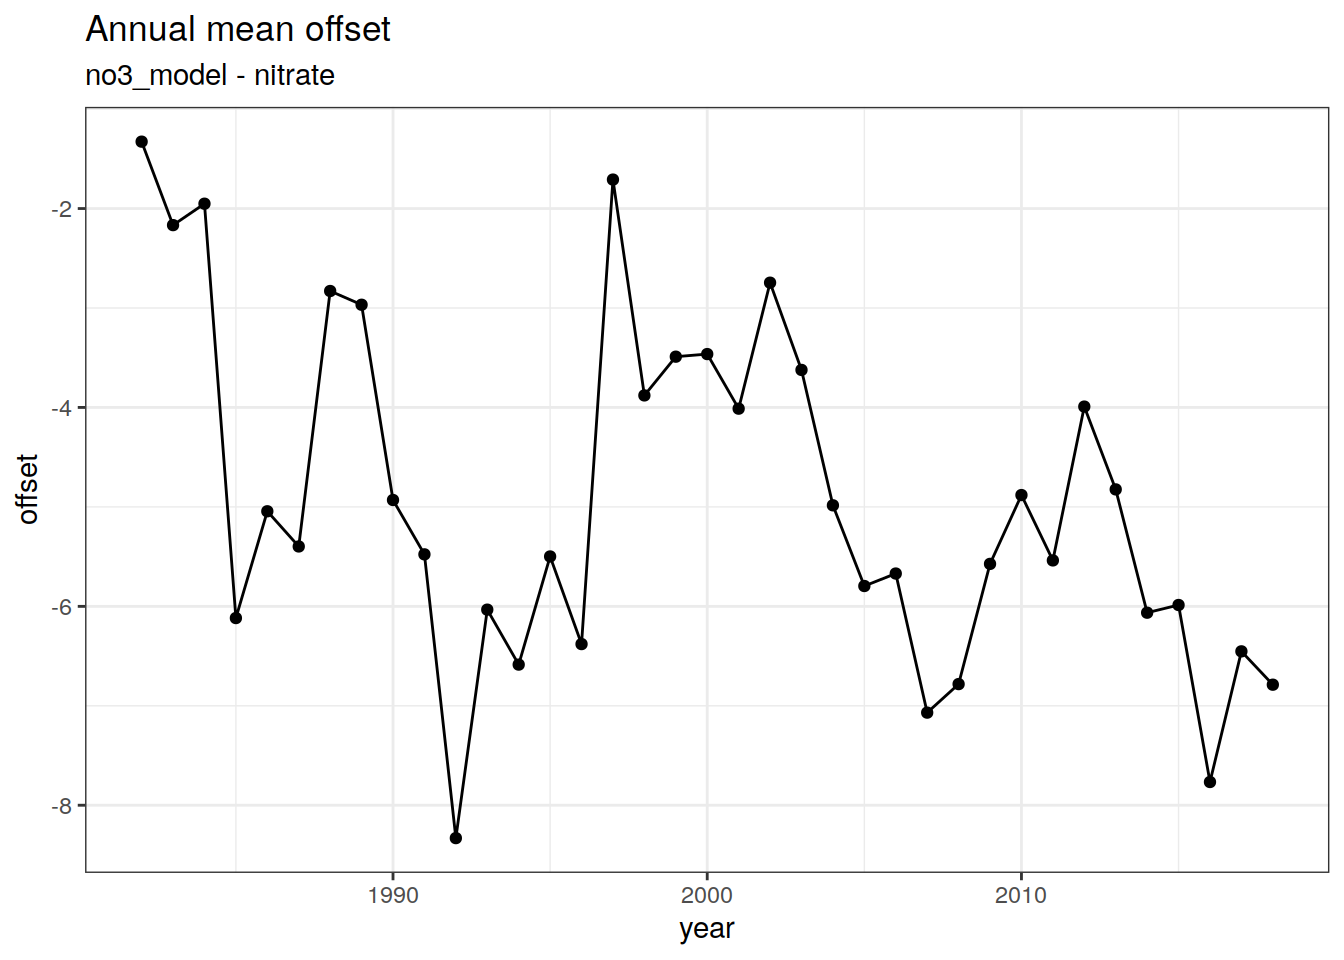 Annual mean offset
no3_model - nitrate
offset
-2
-4
-6
-8
1990 2000 2010
year